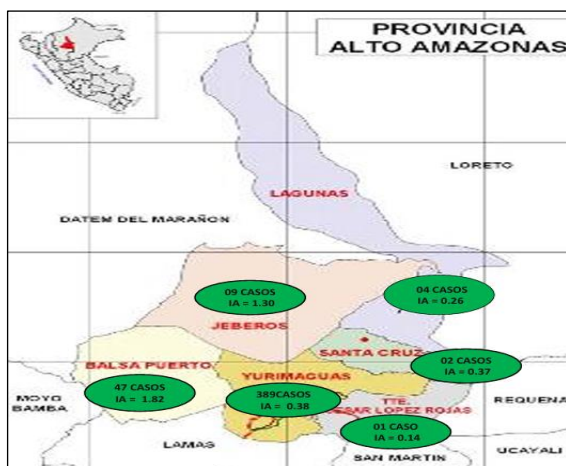 PROVINCIA
ALTO AMAZONAS
LORETO
LAGUNAS
DATEM DEL MARAÑON
09 CASOS
IA = 1.30
JEBEROS
04 CASOS
IA = 0.26
SANTA CRUZ
02 CASOS
IA = 0.37
BALSA PUERTO
YURIMAGUAS
47 CASOS
IA = 1.82
389CASOS
IA = 0.38
MOYO
BAMBA
TTE.
ESAR LOPEZ ROJAS
REQUENA
01 CASO
IA = 0.14
LAMAS
SAN MARTIN
UCAYALI